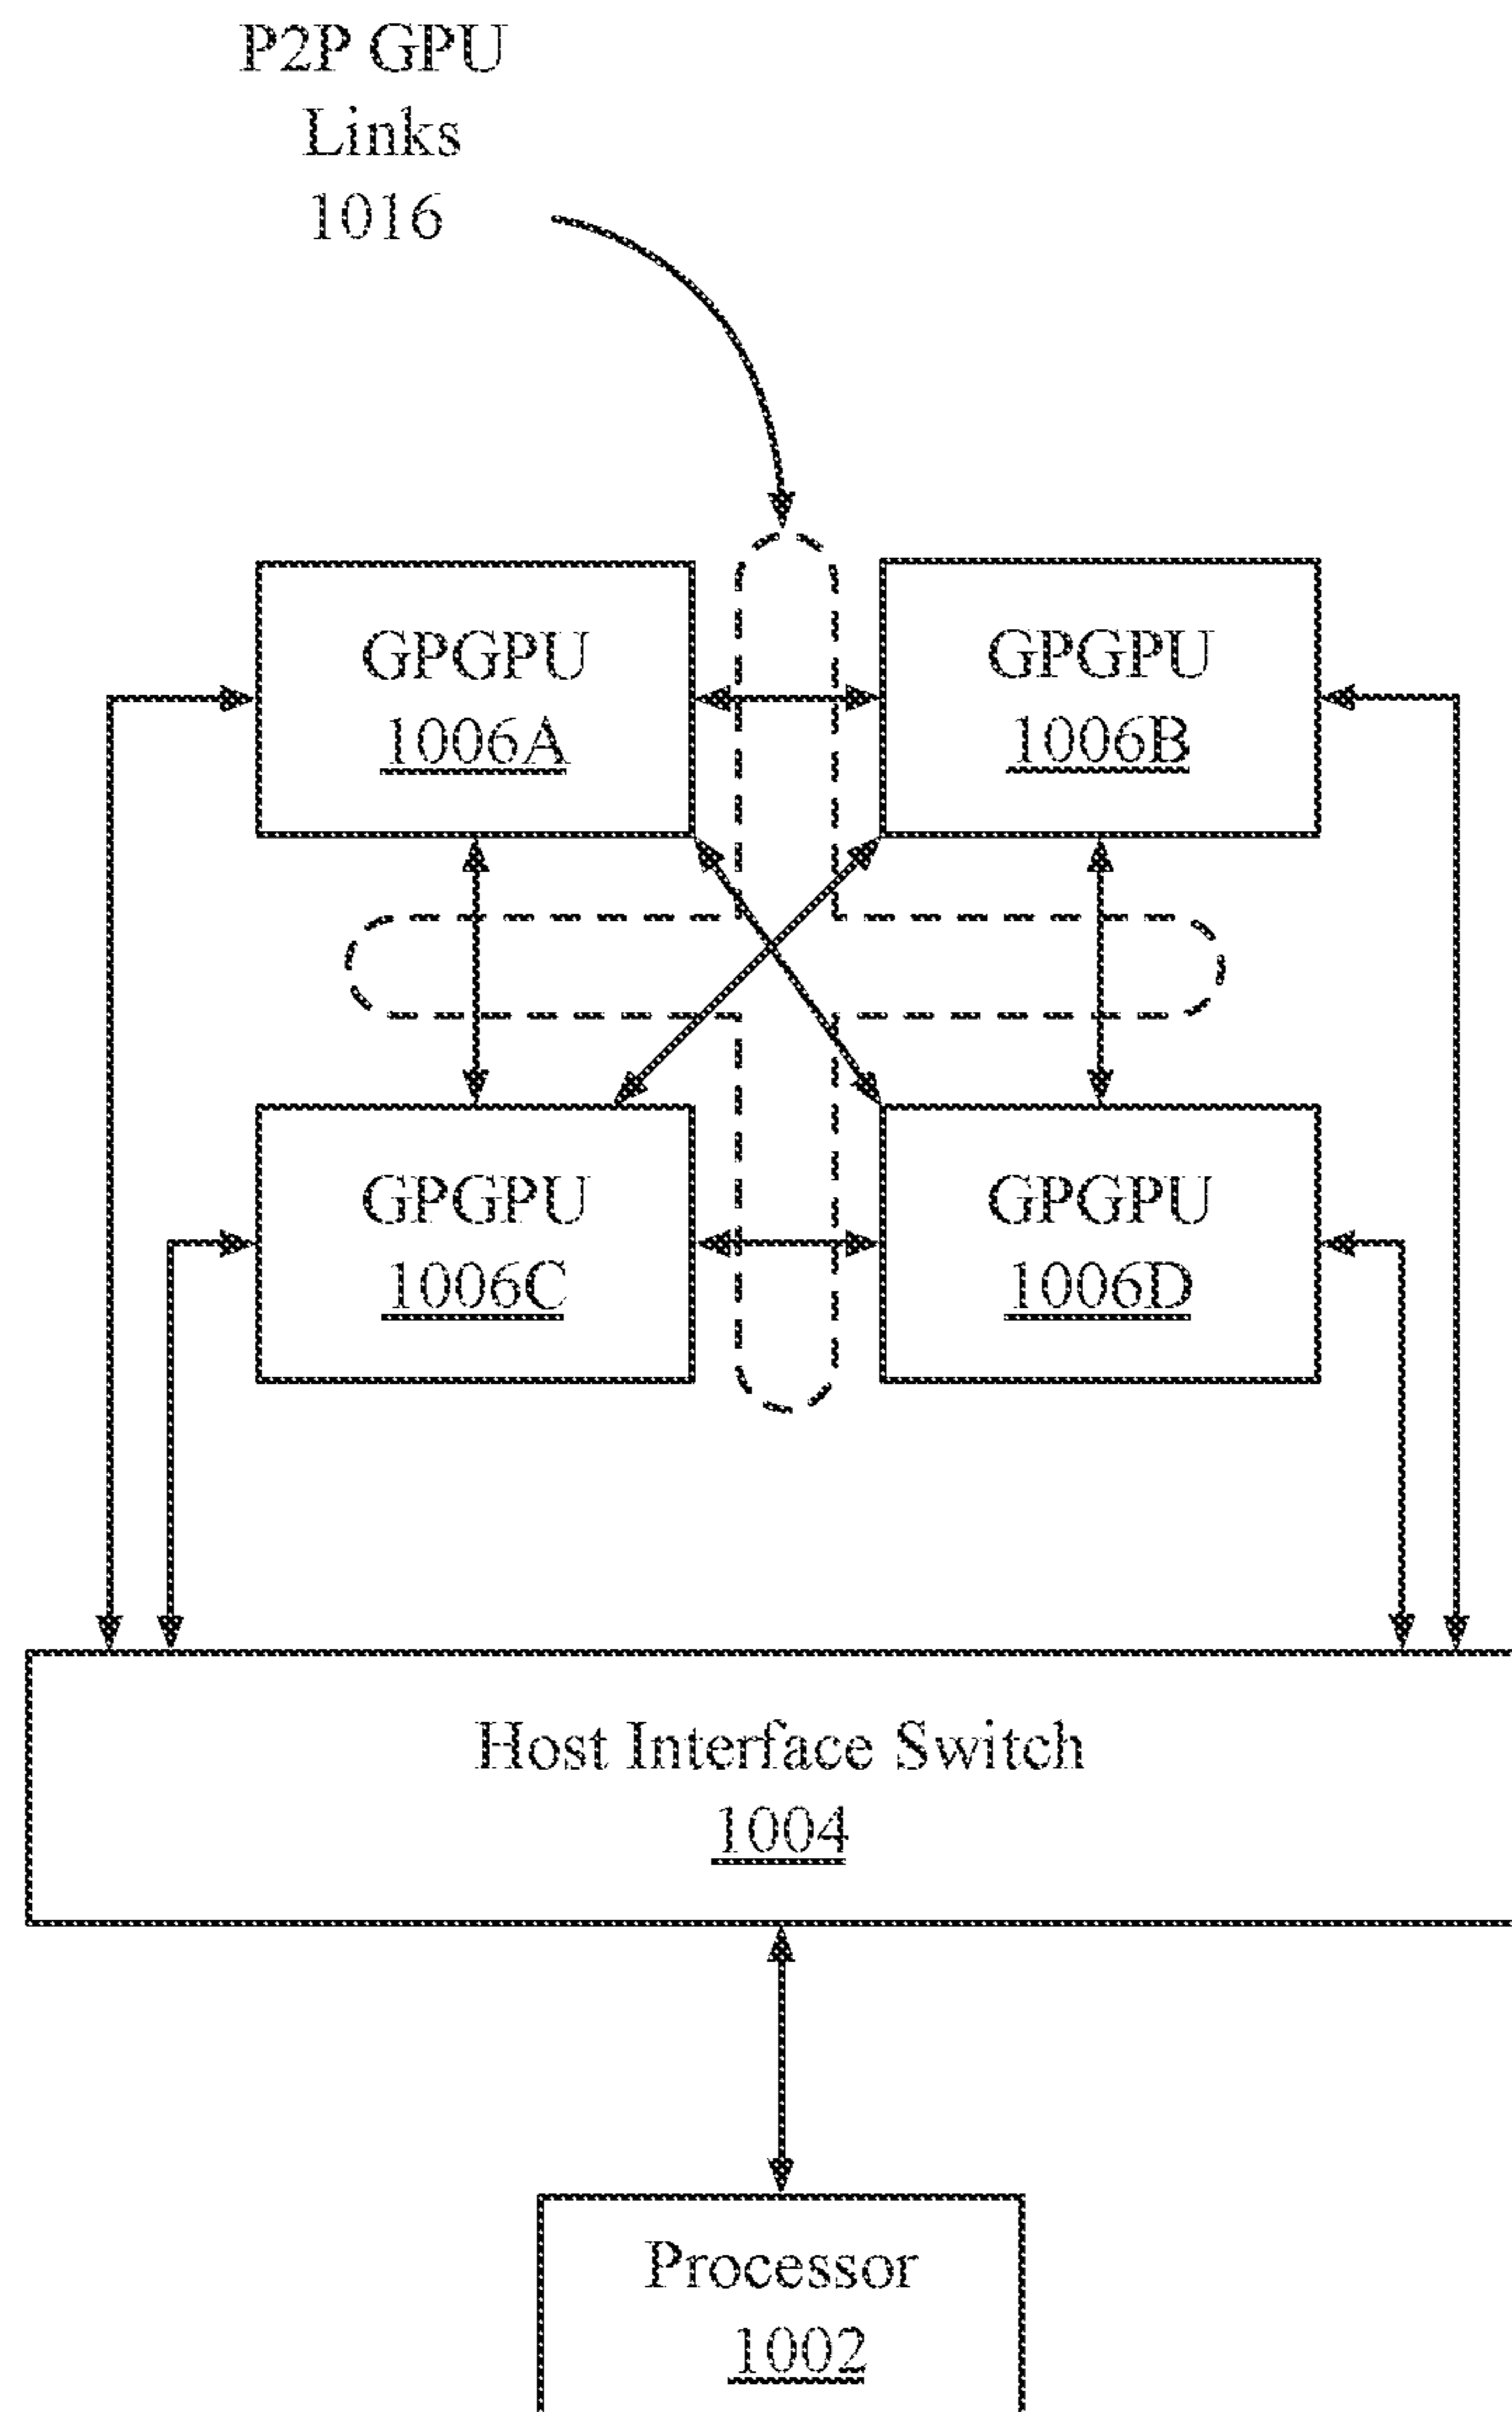 P2P GPU
Links
1016
GPGPU
1006A
GPGPU
1006B
GPGPU
1006C
GPGPU
1006D
Host Interface Switch
1004
Processor
1002